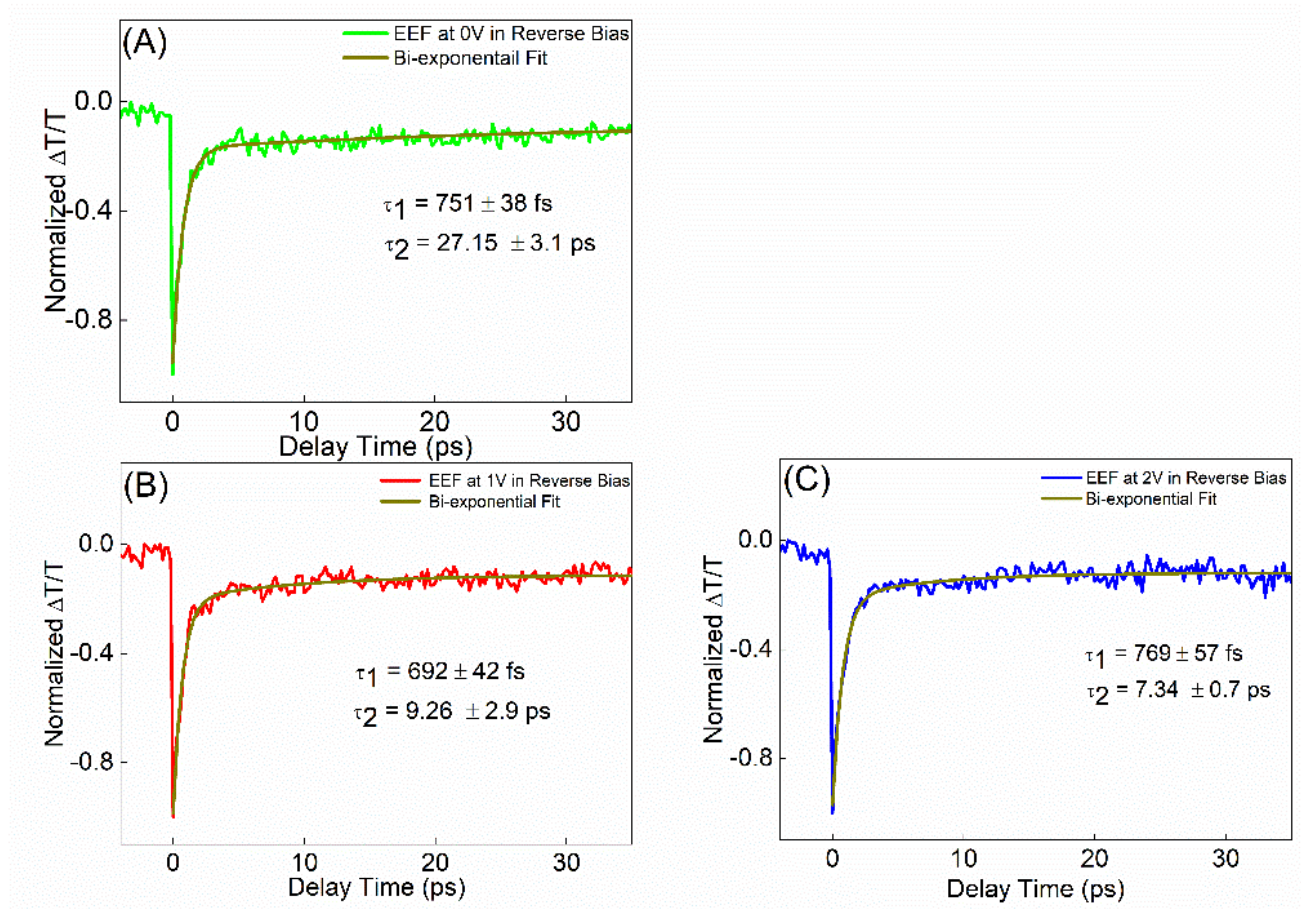 (A)
EEF at 0V in Reverse Bias
Bi-exponentail Fit
Normalized ΔT/T
0.0
-0.4
-0.8
τ1 = 751 ± 38 fs
τ2 = 27.15 ± 3.1 ps
0 10 20 30
Delay Time (ps)
(B)
EEF at 1V in Reverse Bias
Bi-exponential Fit
Normalized ΔT/T
0.0
-0.4
-0.8
τ1 = 692 ± 42 fs
τ2 = 9.26 ± 2.9 ps
0 10 20 30
Delay Time (ps)
(C)
EEF at 2V in Reverse Bias
Bi-exponential Fit
Normalized ΔT/T
0.0
-0.4
-0.8
τ1 = 769 ± 57 fs
τ2 = 7.34 ± 0.7 ps
0 10 20 30
Delay Time (ps)